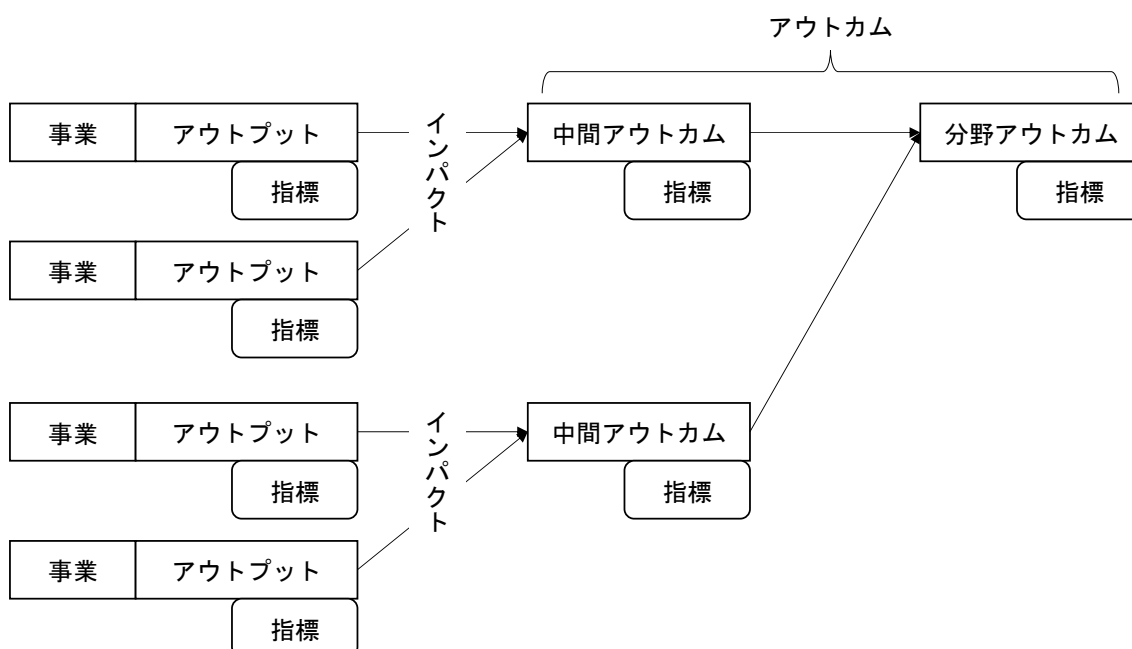 アウトカム
事業 アウトプット
指標
インパクト
中間アウトカム
指標
分野アウトカム
指標
事業 アウトプット
指標
事業 アウトプット
指標
インパクト
中間アウトカム
指標
事業 アウトプット
指標